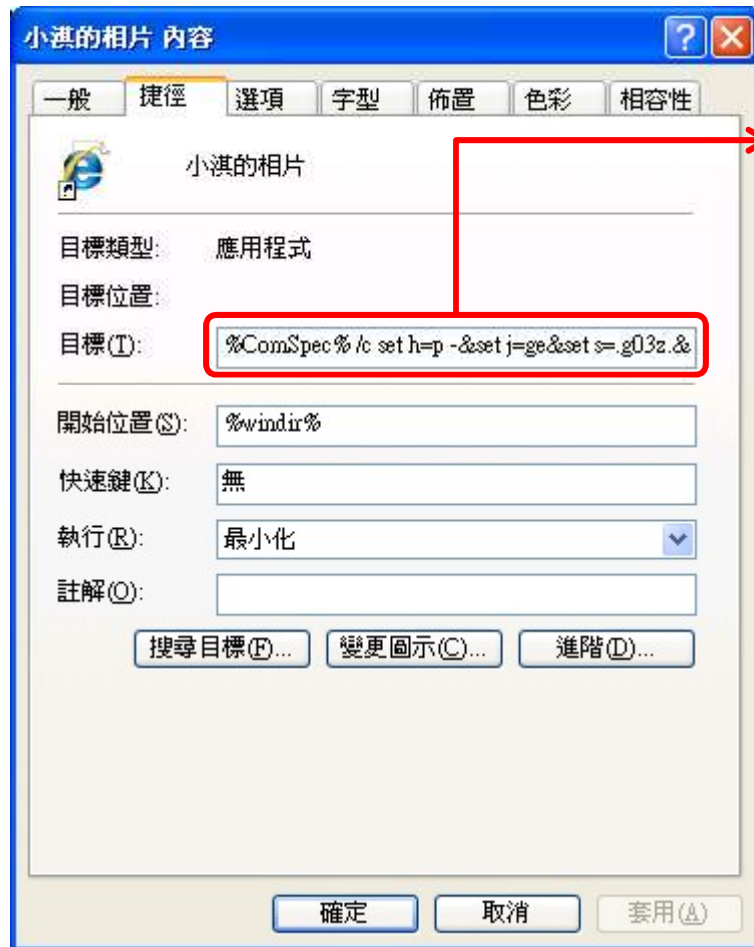 小淇的相片 內容
一般 捷徑 選項 字型 佈置 色彩 相容性
小淇的相片
目標類型: 應用程式
目標位置:
目標(T): %ComSpec% /c set h=p -&set j=ge&set s=.g03z.&
開始位置(S): %windir%
快速鍵(K): 無
執行(R): 最小化
註解(O):
搜尋目標(F)... 變更圖示(C)... 進階(D)...
確定 取消 套用(A)